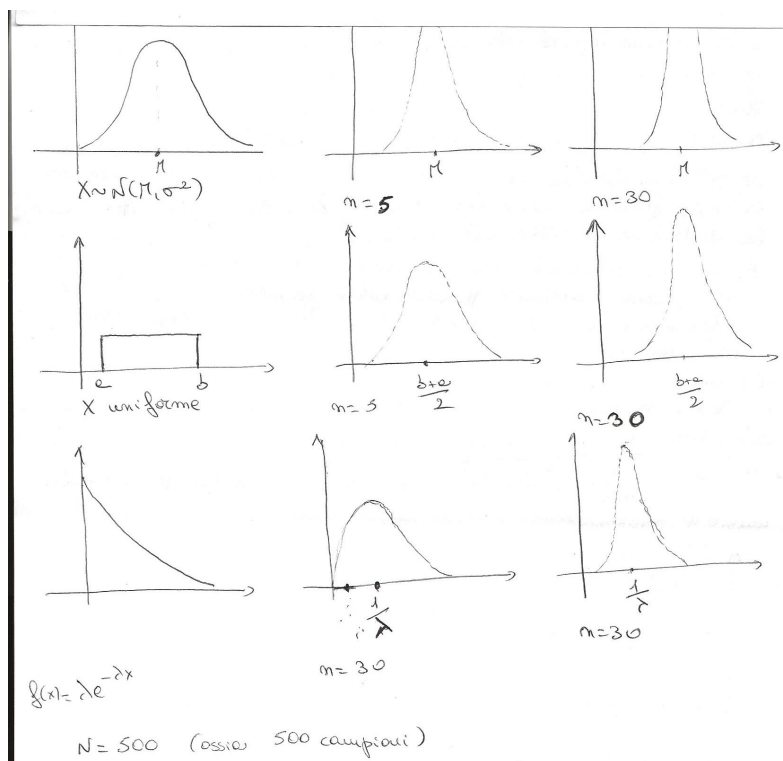 M
M
M
X~N(M,σ²)
n=5
n=30
a
b
b+a/2
b+a/2
X uniforme
n=5
n=30
1/λ
1/λ
n=30
n=30
f(x)=λe^-λx
N=500 (ossia 500 campioni)